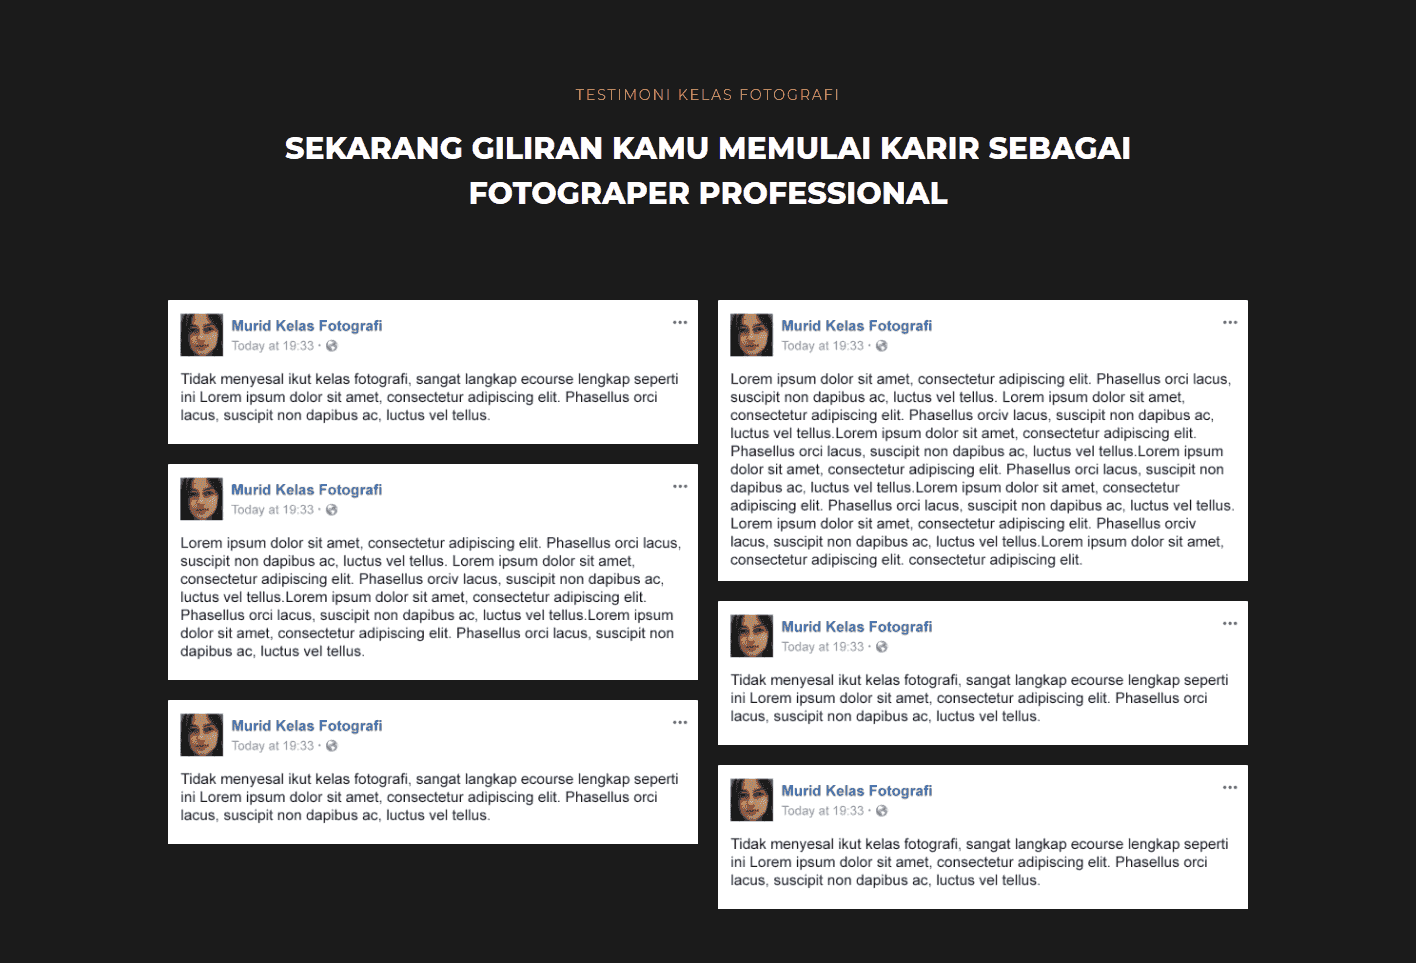 TESTIMONI KELAS FOTOGRAFI
SEKARANG GILIRAN KAMU MEMULAI KARIR SEBAGAI
FOTOGRAPER PROFESSIONAL
Murid Kelas Fotografi
Today at 19:33 ·
Tidak menyesal ikut kelas fotografi, sangat langkap ecourse lengkap seperti
ini Lorem ipsum dolor sit amet, consectetur adipiscing elit. Phasellus orci
lacus, suscipit non dapibus ac, luctus vel tellus.
Murid Kelas Fotografi
Today at 19:33 ·
Lorem ipsum dolor sit amet, consectetur adipiscing elit. Phasellus orci lacus,
suscipit non dapibus ac, luctus vel tellus. Lorem ipsum dolor sit amet,
consectetur adipiscing elit. Phasellus orciv lacus, suscipit non dapibus ac,
luctus vel tellus.Lorem ipsum dolor sit amet, consectetur adipiscing elit.
Phasellus orci lacus, suscipit non dapibus ac, luctus vel tellus.Lorem ipsum
dolor sit amet, consectetur adipiscing elit. Phasellus orci lacus, suscipit non
dapibus ac, luctus vel tellus.
Murid Kelas Fotografi
Today at 19:33 ·
Tidak menyesal ikut kelas fotografi, sangat langkap ecourse lengkap seperti
ini Lorem ipsum dolor sit amet, consectetur adipiscing elit. Phasellus orci
lacus, suscipit non dapibus ac, luctus vel tellus.
Murid Kelas Fotografi
Today at 19:33 ·
Lorem ipsum dolor sit amet, consectetur adipiscing elit. Phasellus orci lacus,
suscipit non dapibus ac, luctus vel tellus. Lorem ipsum dolor sit amet,
consectetur adipiscing elit. Phasellus orciv lacus, suscipit non dapibus ac,
luctus vel tellus.Lorem ipsum dolor sit amet, consectetur adipiscing elit.
Phasellus orci lacus, suscipit non dapibus ac, luctus vel tellus.Lorem ipsum
dolor sit amet, consectetur adipiscing elit. Phasellus orci lacus, suscipit non
dapibus ac, luctus vel tellus.Lorem ipsum dolor sit amet, consectetur
adipiscing elit. Phasellus orci lacus, suscipit non dapibus ac, luctus vel tellus.
Lorem ipsum dolor sit amet, consectetur adipiscing elit. Phasellus orciv
lacus, suscipit non dapibus ac, luctus vel tellus.Lorem ipsum dolor sit amet,
consectetur adipiscing elit. consectetur adipiscing elit.
Murid Kelas Fotografi
Today at 19:33 ·
Tidak menyesal ikut kelas fotografi, sangat langkap ecourse lengkap seperti
ini Lorem ipsum dolor sit amet, consectetur adipiscing elit. Phasellus orci
lacus, suscipit non dapibus ac, luctus vel tellus.
Murid Kelas Fotografi
Today at 19:33 ·
Tidak menyesal ikut kelas fotografi, sangat langkap ecourse lengkap seperti
ini Lorem ipsum dolor sit amet, consectetur adipiscing elit. Phasellus orci
lacus, suscipit non dapibus ac, luctus vel tellus.